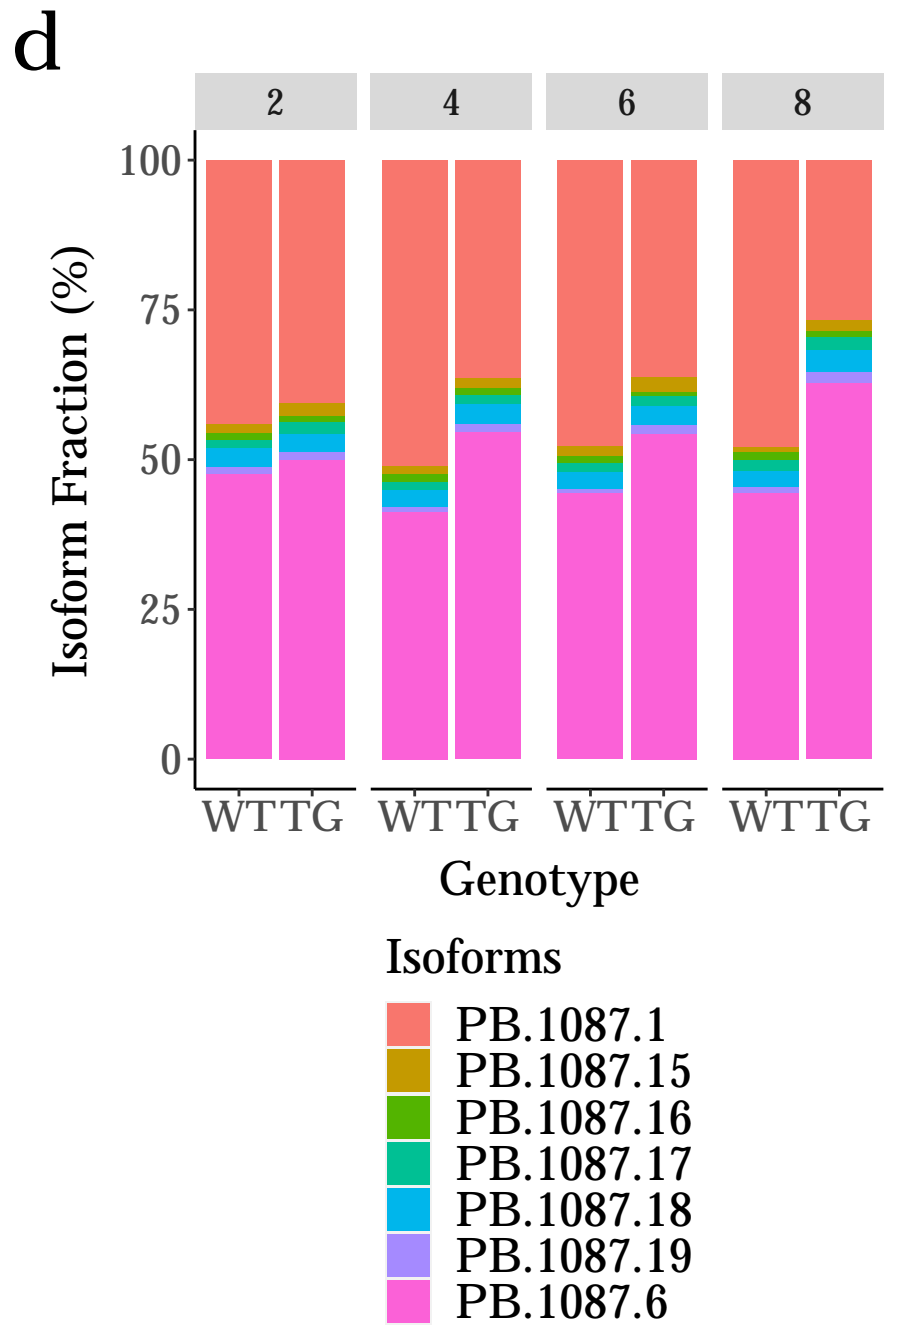 d
2 4 6 8
100
75
50
25
0
Isoform Fraction (%)
WT TG WT TG WT TG WT TG
Genotype
Isoforms
PB.1087.1
PB.1087.15
PB.1087.16
PB.1087.17
PB.1087.18
PB.1087.19
PB.1087.6